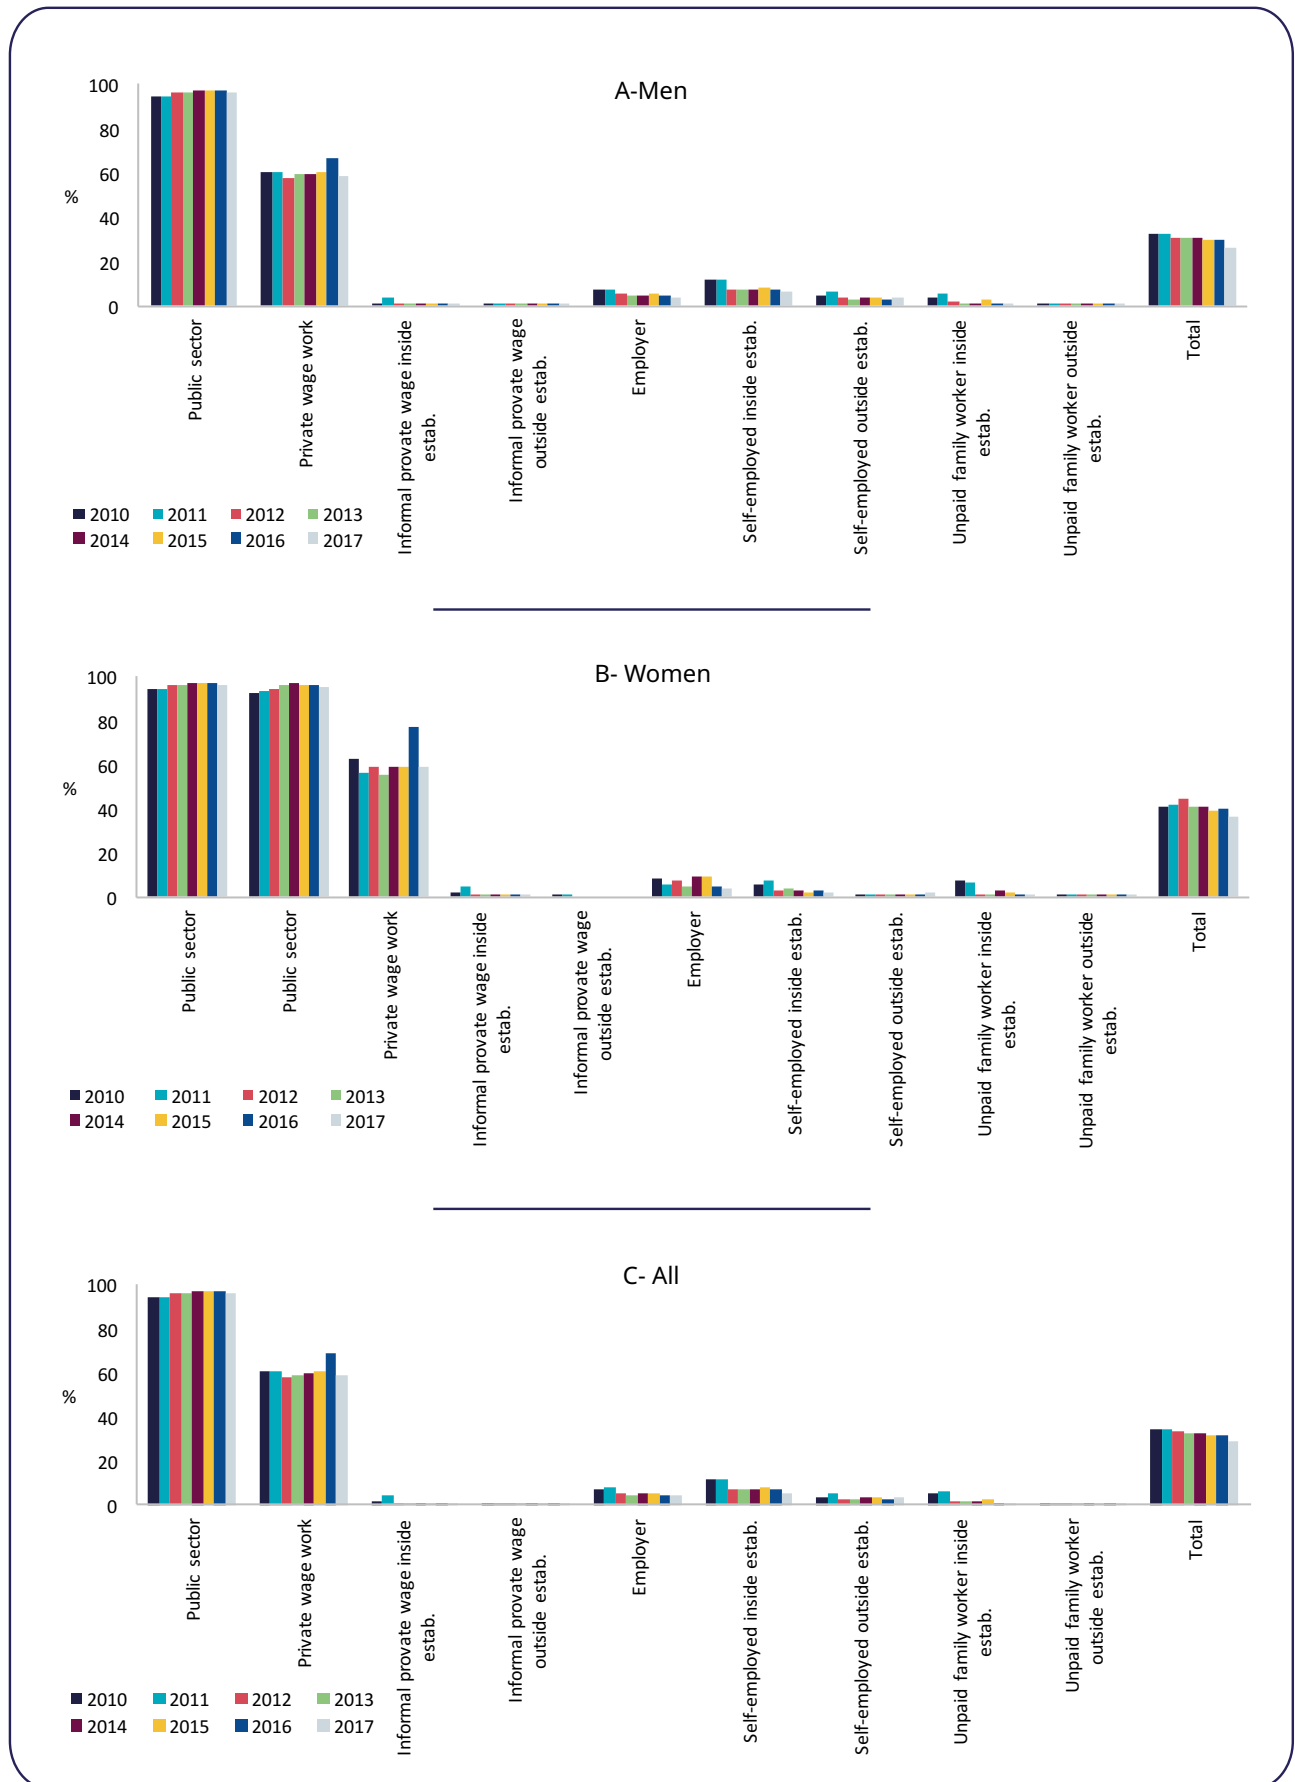 A-Men
100
80
60
40
20
0
%
Public sector
Private wage work
Informal provate wage inside
estab.
Informal provate wage
outside estab.
Employer
Self-employed inside estab.
Self-employed outside estab.
Unpaid family worker inside
estab.
Unpaid family worker outside
estab.
Total
2010 2011 2012 2013
2014 2015 2016 2017
B- Women
100
80
60
40
20
0
%
Public sector
Public sector
Private wage work
Informal provate wage inside
estab.
Informal provate wage
outside estab.
Employer
Self-employed inside estab.
Self-employed outside estab.
Unpaid family worker inside
estab.
Unpaid family worker outside
estab.
Total
2010 2011 2012 2013
2014 2015 2016 2017
C- All
100
80
60
40
20
0
%
Public sector
Private wage work
Informal provate wage inside
estab.
Informal provate wage
outside estab.
Employer
Self-employed inside estab.
Self-employed outside estab.
Unpaid family worker inside
estab.
Unpaid family worker
outside estab.
Total
2010 2011 2012 2013
2014 2015 2016 2017